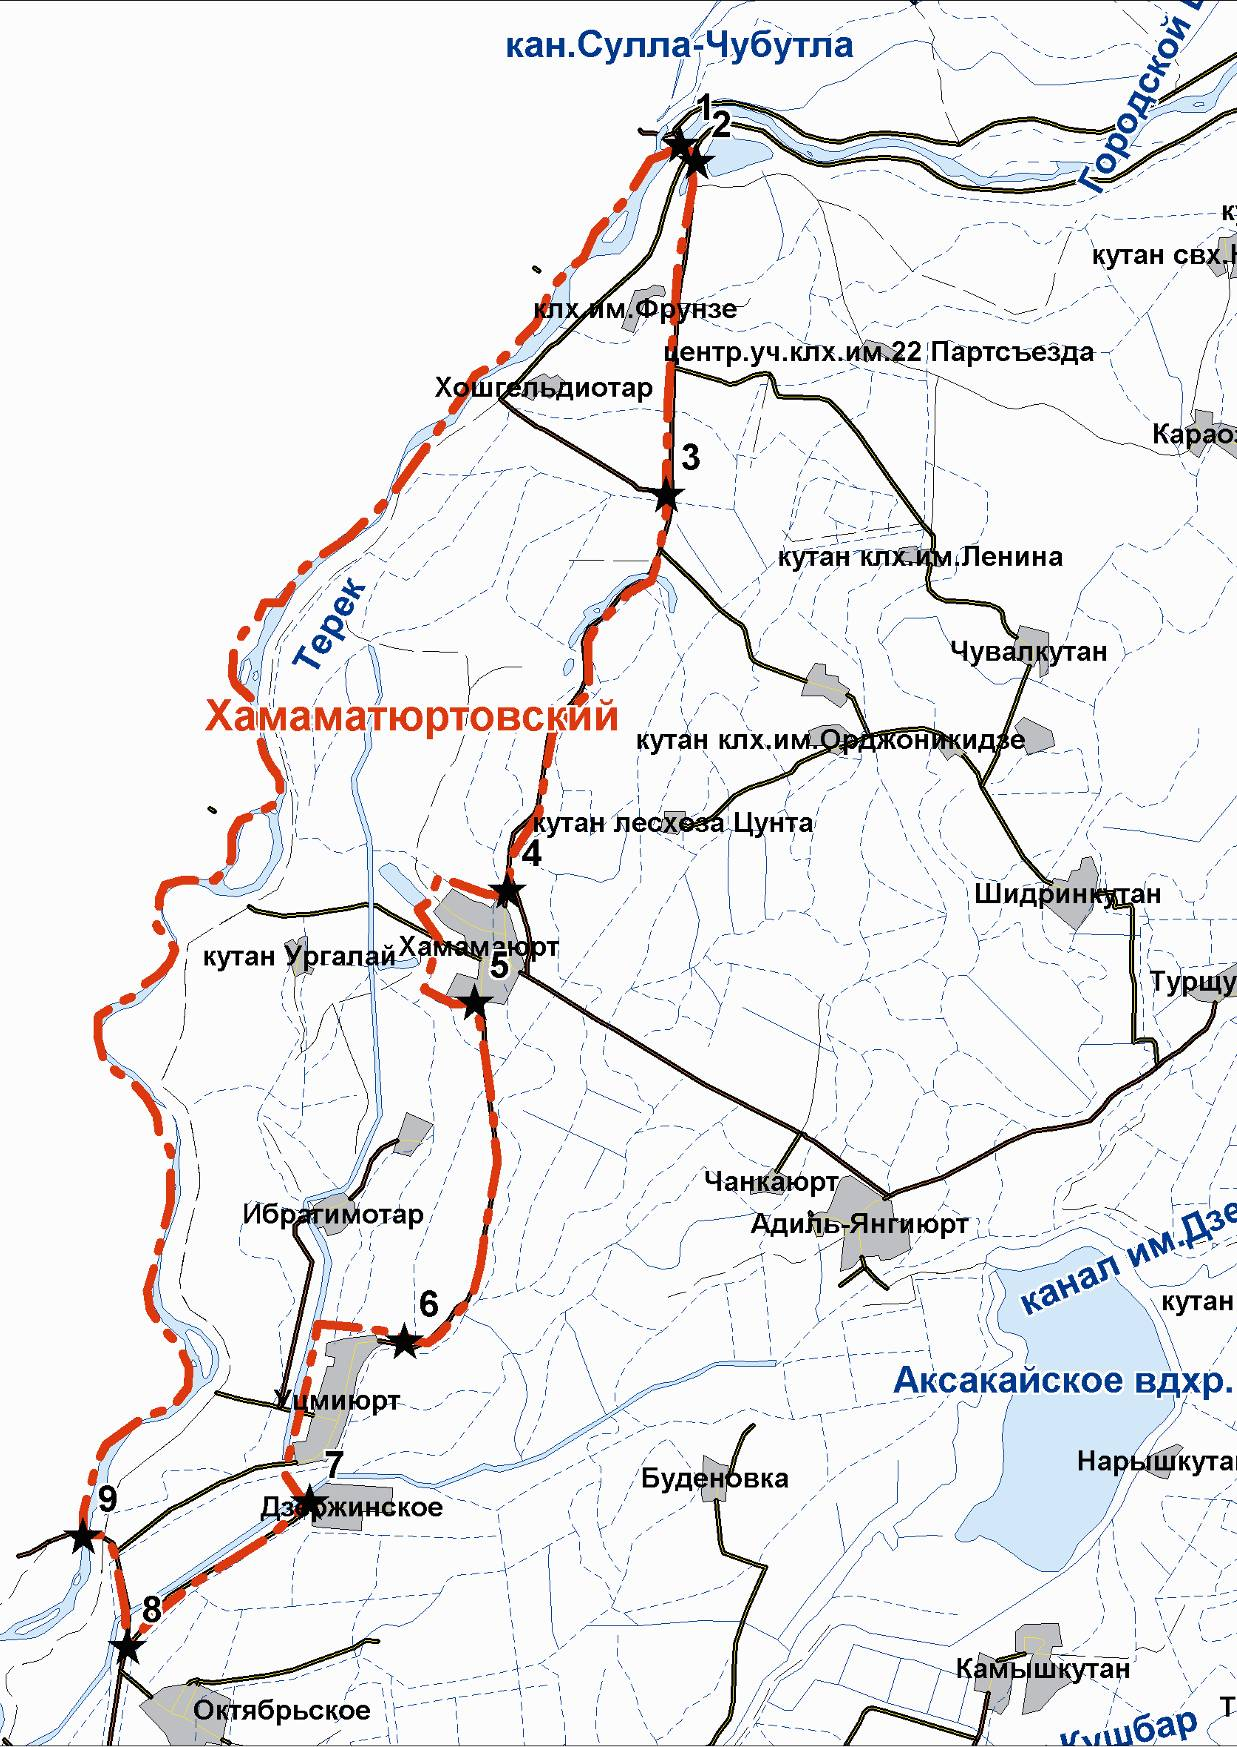 кан.Сулла-Чубутла
Городской
1
2
кутан свх.
клх.им.Фрунзе
центр.уч.клх.им.22 Партсъезда
Хошгельдиотар
3
кутан клх.им.Ленина
Терек
Чувалкутан
Хамаматюртовский
кутан клх.им.Орджоникидзе
кутан лесхоза Цунта
4
Шидринкутан
Хамамаюрт
кутан Ургалай
5
Чанкаюрт
Ибрагимотар
Адиль-Янгиюрт
канал им.Дзе
6
кутан
Аксакайское вдхр.
Уцмиюрт
7
Буденовка
9
Дзержинское
8
Камышкутан
Октябрьское
Кушбар